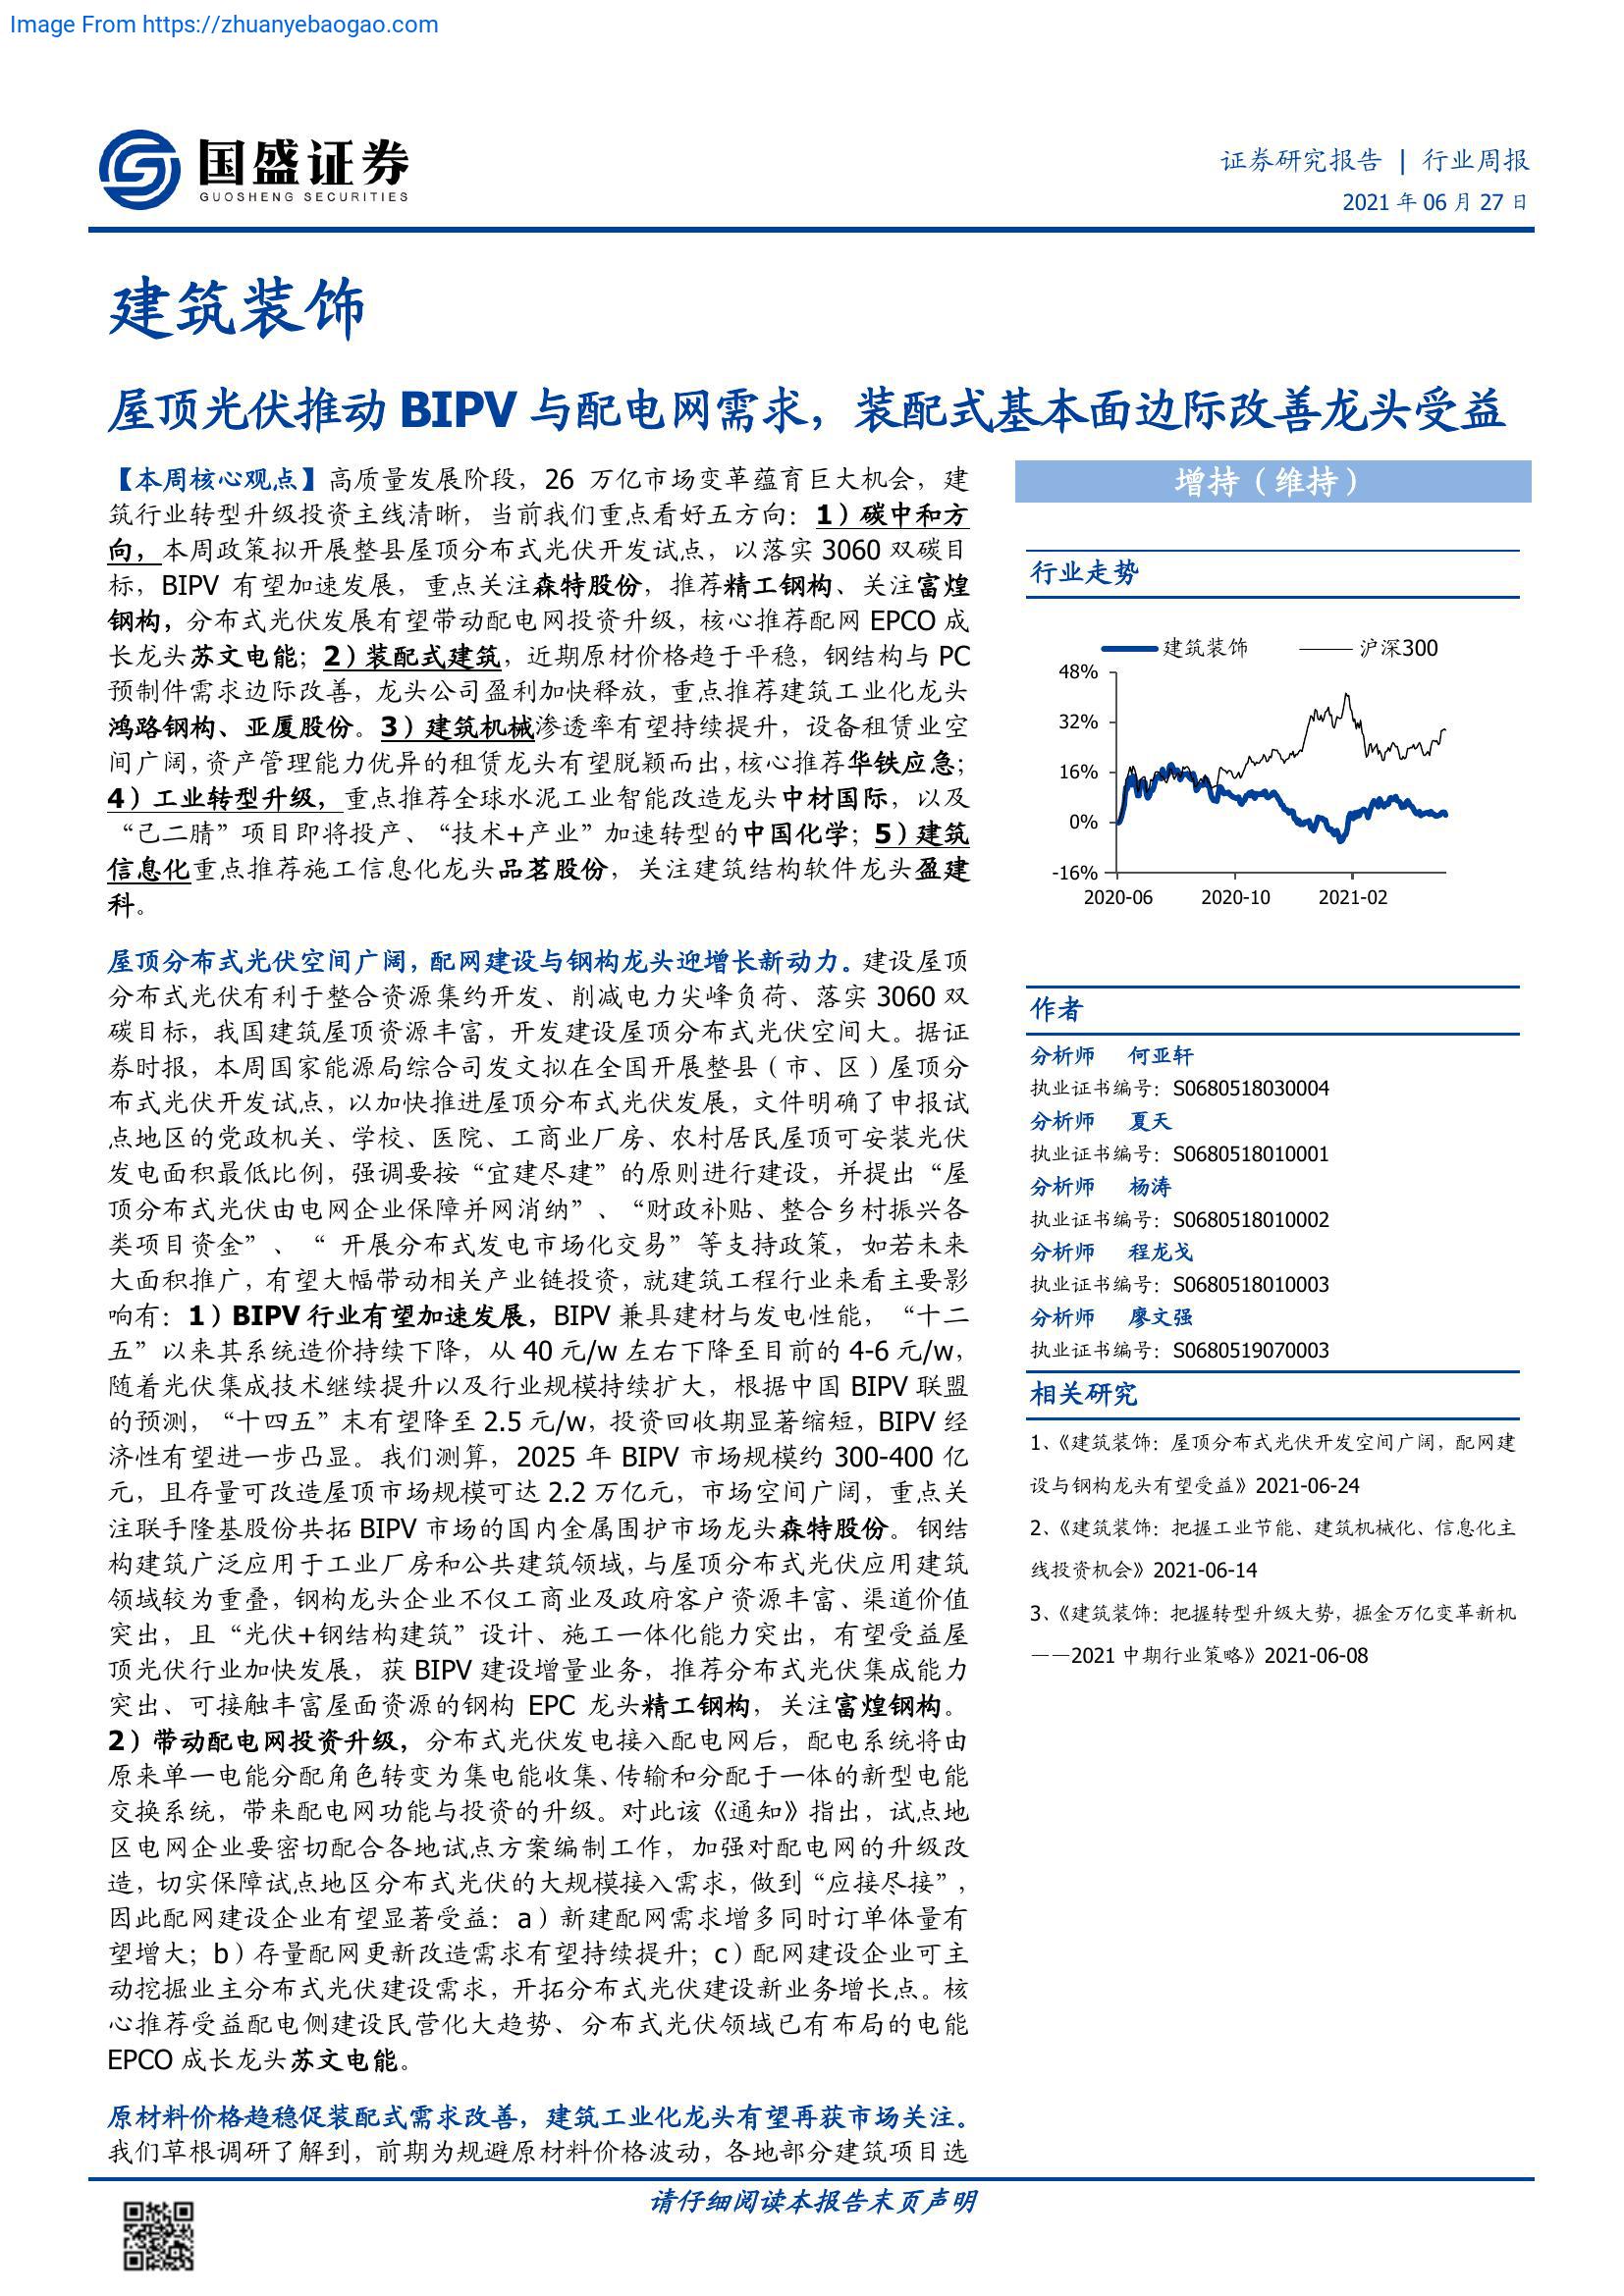 Image From https://zhuanyebaogao.com
国盛证券
GUOSHENG SECURITIES
证券研究报告 | 行业周报
2021 年 06 月 27 日
建筑装饰
屋顶光伏推动 BIPV 与配电网需求，装配式基本面边际改善龙头受益
【本周核心观点】高质量发展阶段，26 万亿市场变革蕴育巨大机会，建
筑行业转型升级投资主线清晰，当前我们重点看好五方向：1）碳中和方
向，本周政策拟开展整县屋顶分布式光伏开发试点，以落实 3060 双碳目
标，BIPV 有望加速发展，重点关注森特股份，推荐精工钢构、关注富煌
钢构，分布式光伏发展有望带动配电网投资升级，核心推荐配网 EPCO 成
长龙头苏文电能；2）装配式建筑，近期原材价格趋于平稳，钢结构与 PC
预制件需求边际改善，龙头公司盈利加快释放，重点推荐建筑工业化龙头
鸿路钢构、亚厦股份。3）建筑机械渗透率有望持续提升，设备租赁业空
间广阔，资产管理能力优异的租赁龙头有望脱颖而出，核心推荐华铁应急；
4）工业转型升级，重点推荐全球水泥工业智能改造龙头中材国际，以及
“己二腈”项目即将投产、“技术+产业”加速转型的中国化学；5）建筑
信息化重点推荐施工信息化龙头品茗股份，关注建筑结构软件龙头盈建
科。
屋顶分布式光伏空间广阔，配网建设与钢构龙头迎增长新动力。建设屋顶
分布式光伏有利于整合资源集约开发、削减电力尖峰负荷、落实 3060 双
碳目标，我国建筑屋顶资源丰富，开发建设屋顶分布式光伏空间大。据证
券时报，本周国家能源局综合司发文拟在全国开展整县（市、区）屋顶分
布式光伏开发试点，以加快推进屋顶分布式光伏发展，文件明确了申报试
点地区的党政机关、学校、医院、工商业厂房、农村居民屋顶可安装光伏
发电面积最低比例，强调要按“宜建尽建”的原则进行建设，并提出“屋
顶分布式光伏由电网企业保障并网消纳”、“财政补贴、整合乡村振兴各
类项目资金”、“ 开展分布式发电市场化交易”等支持政策，如若未来
大面积推广，有望大幅带动相关产业链投资，就建筑工程行业来看主要影
响有：1）BIPV 行业有望加速发展，BIPV 兼具建材与发电性能，“十二
五”以来其系统造价持续下降，从 40 元/w 左右下降至目前的 4-6 元/w，
随着光伏集成技术继续提升以及行业规模持续扩大，根据中国 BIPV 联盟
的预测，“十四五”末有望降至 2.5 元/w，投资回收期显著缩短，BIPV 经
济性有望进一步凸显。我们测算，2025 年 BIPV 市场规模约 300-400 亿
元，且存量可改造屋顶市场规模可达 2.2 万亿元，市场空间广阔，重点关
注联手隆基股份共拓 BIPV 市场的国内金属围护市场龙头森特股份。钢结
构建筑广泛应用于工业厂房和公共建筑领域，与屋顶分布式光伏应用建筑
领域较为重叠，钢构龙头企业不仅工商业及政府客户资源丰富、渠道价值
突出，且“光伏+钢结构建筑”设计、施工一体化能力突出，有望受益屋
顶光伏行业加快发展，获 BIPV 建设增量业务，推荐分布式光伏集成能力
突出、可接触丰富屋面资源的钢构 EPC 龙头精工钢构，关注富煌钢构。
2）带动配电网投资升级，分布式光伏发电接入配电网后，配电系统将由
原来单一电能分配角色转变为集电能收集、传输和分配于一体的新型电能
交换系统，带来配电网功能与投资的升级。对此该《通知》指出，试点地
区电网企业要密切配合各地试点方案编制工作，加强对配电网的升级改
造，切实保障试点地区分布式光伏的大规模接入需求，做到“应接尽接”，
因此配网建设企业有望显著受益：a）新建配网需求增多同时订单体量有
望增大；b）存量配网更新改造需求有望持续提升；c）配网建设企业可主
动挖掘业主分布式光伏建设需求，开拓分布式光伏建设新业务增长点。核
心推荐受益配电侧建设民营化大趋势、分布式光伏领域已有布局的电能
EPCO 成长龙头苏文电能。
原材料价格趋稳促装配式需求改善，建筑工业化龙头有望再获市场关注。
我们草根调研了解到，前期为规避原材料价格波动，各地部分建筑项目选
增持（维持）
行业走势
建筑装饰 沪深300
48%
32%
16%
0%
-16%
2020-06 2020-10 2021-02
作者
分析师 何亚轩
执业证书编号：S0680518030004
分析师 夏天
执业证书编号：S0680518010001
分析师 杨涛
执业证书编号：S0680518010002
分析师 程龙戈
执业证书编号：S0680518010003
分析师 廖文强
执业证书编号：S0680519070003
相关研究
1、《建筑装饰：屋顶分布式光伏开发空间广阔，配网建
设与钢构龙头有望受益》2021-06-24
2、《建筑装饰：把握工业节能、建筑机械化、信息化主
线投资机会》2021-06-14
3、《建筑装饰：把握转型升级大势，掘金万亿变革新机
——2021 中期行业策略》2021-06-08
请仔细阅读本报告末页声明